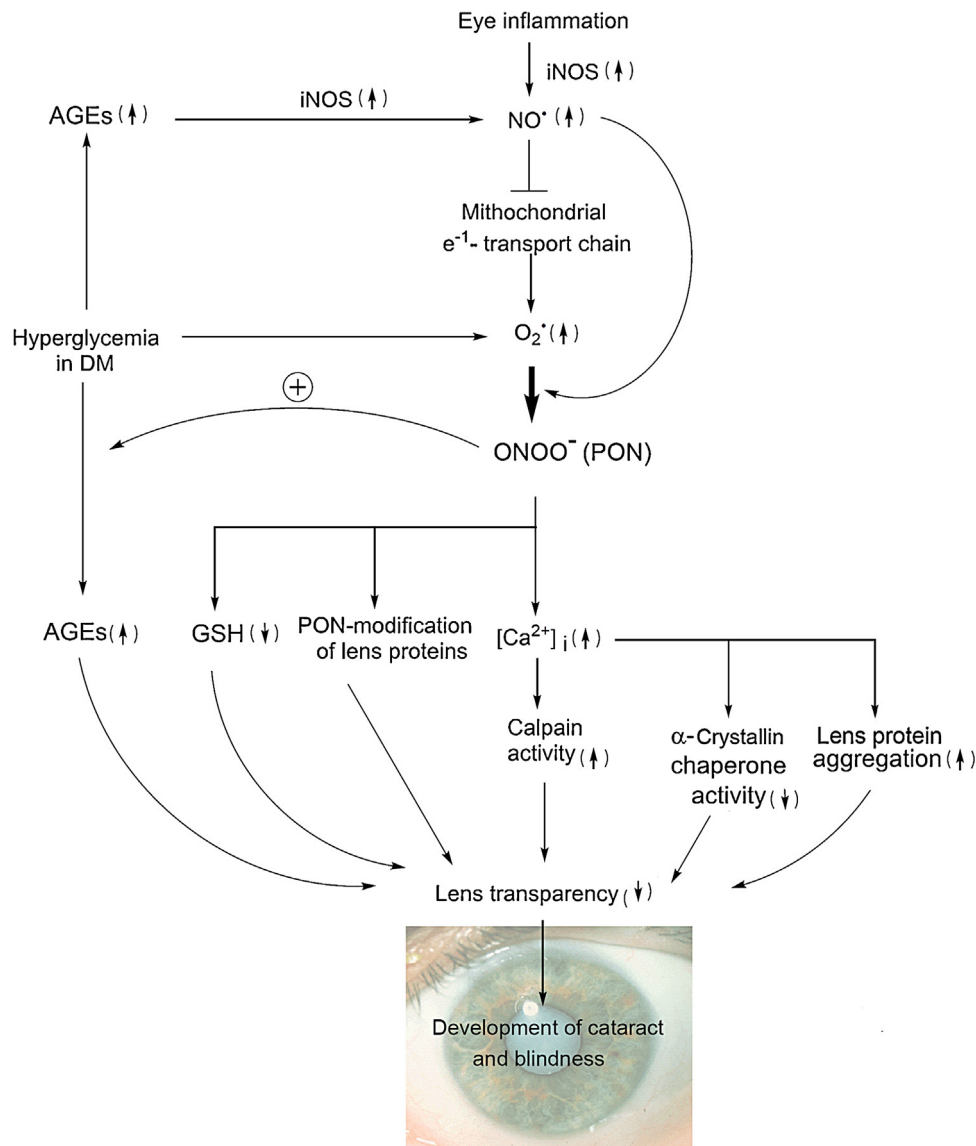 Eye inflammation
iNOS (↑)
iNOS (↑)
AGEs (↑)
NO• (↑)
Mithochondrial
e⁻¹- transport chain
Hyperglycemia
in DM
O₂• (↑)
+
ONOO⁻ (PON)
AGEs (↑)
GSH (↓)
PON-modification
of lens proteins
[Ca²⁺] i (↑)
Calpain
activity (↑)
α-Crystallin
chaperone
activity (↓)
Lens protein
aggregation (↑)
Lens transparency (↓)
Development of cataract
and blindness